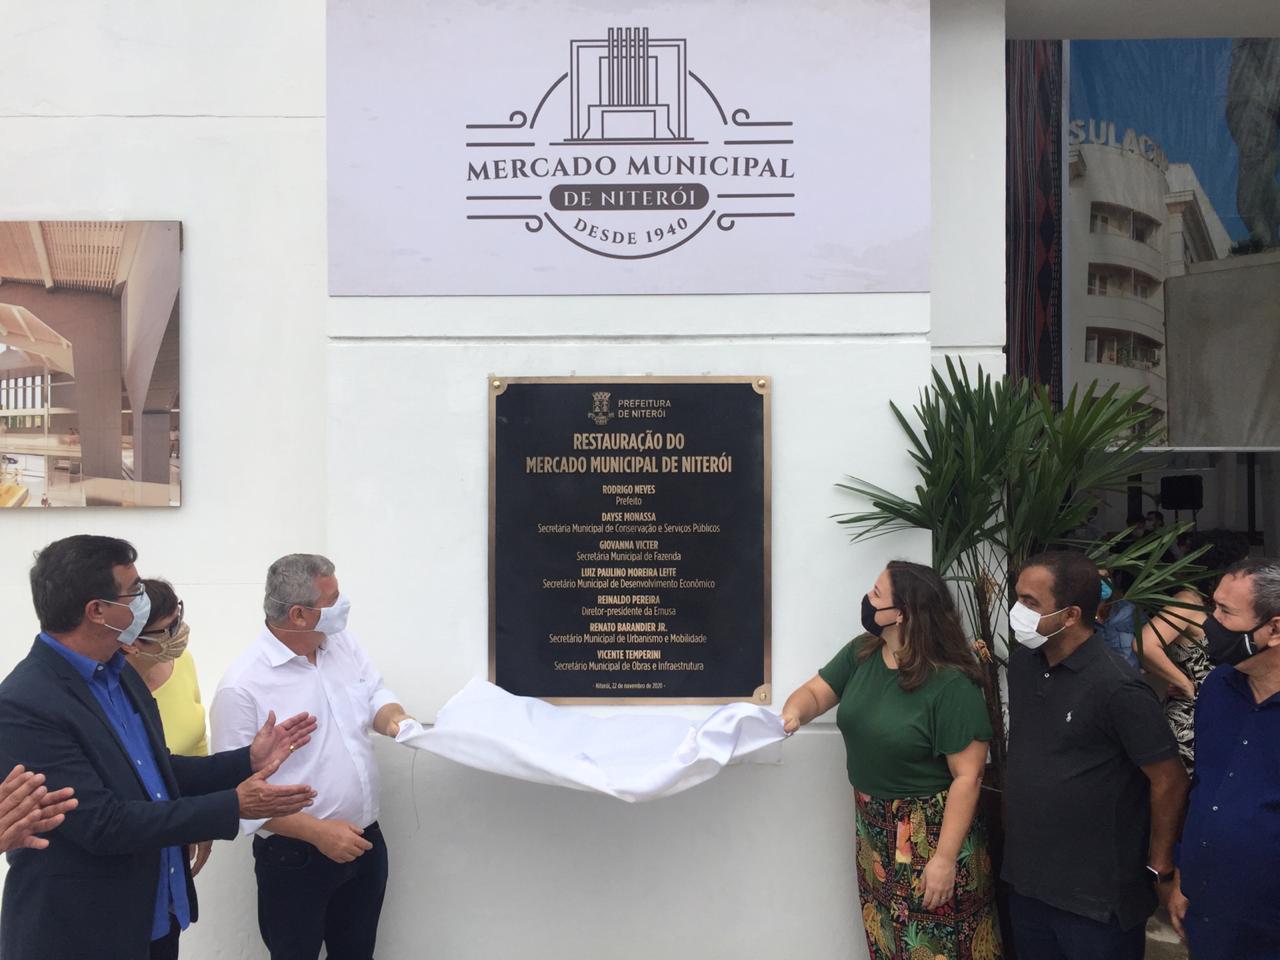 MERCADO MUNICIPAL
DE NITERÓI
DESDE 1940
SULAC
PREFEITURA
DE NITERÓI
RESTAURAÇÃO DO
MERCADO MUNICIPAL DE NITERÓI
RODRIGO NEVES
Prefeito
DAYSE MONASSA
Secretária Municipal de Conservação e Serviços Públicos
GIOVANNA VICTER
Secretária Municipal de Fazenda
LUIZ PAULINO MOREIRA LEITE
Secretário Municipal de Desenvolvimento Econômico
REINALDO PEREIRA
Diretor-presidente da Emusa
RENATO BARANDIER JR.
Secretário Municipal de Urbanismo e Mobilidade
VICENTE TEMPERINI
Secretário Municipal de Obras e Infraestrutura
- Niterói, 22 de novembro de 2020 -